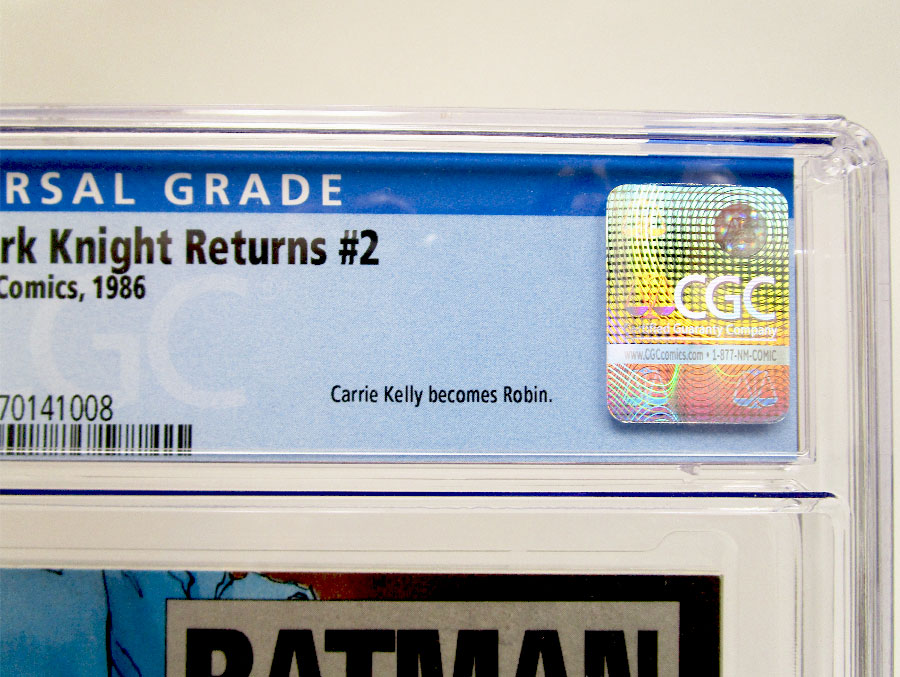 RSAL GRADE
rk Knight Returns #2
Comics, 1986
CGC
70141008
Carrie Kelly becomes Robin.
CGC
Certified Guaranty Company
www.CGCcomics.com • 1-877-NM-COMIC
BATMAN